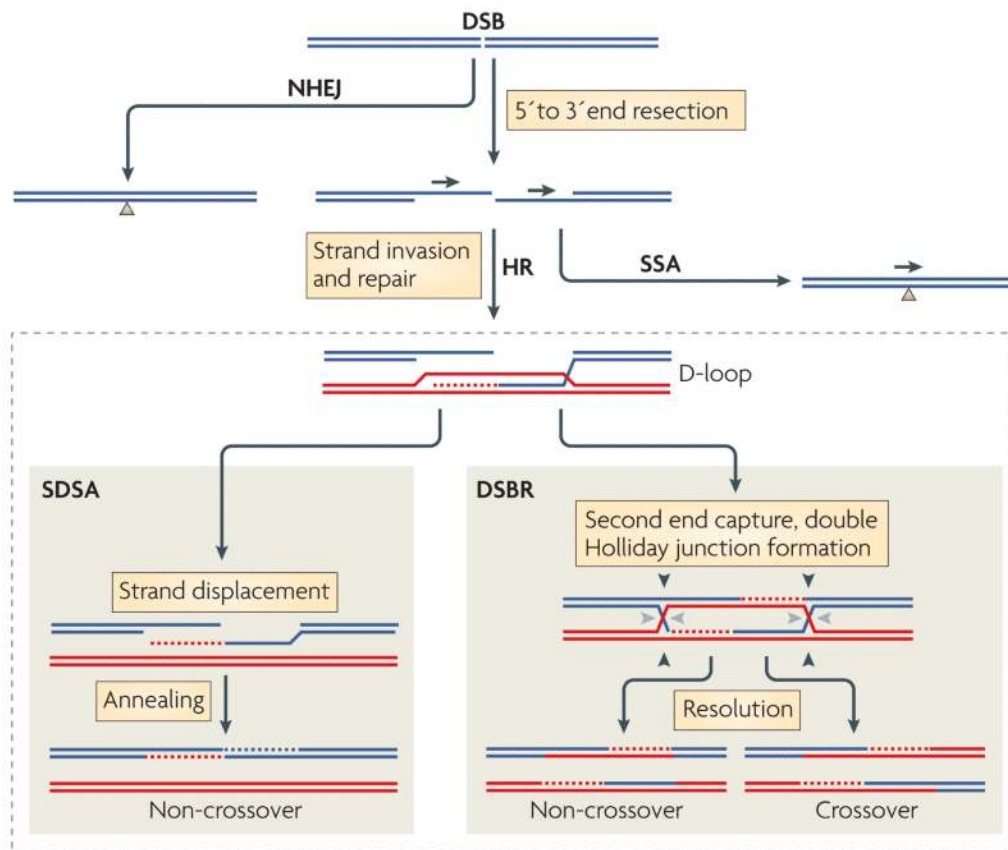 DSB
NHEJ
5´ to 3´ end resection
Strand invasion
and repair
HR
SSA
D-loop
SDSA
DSBR
Second end capture, double
Holliday junction formation
Strand displacement
Annealing
Resolution
Non-crossover
Non-crossover
Crossover